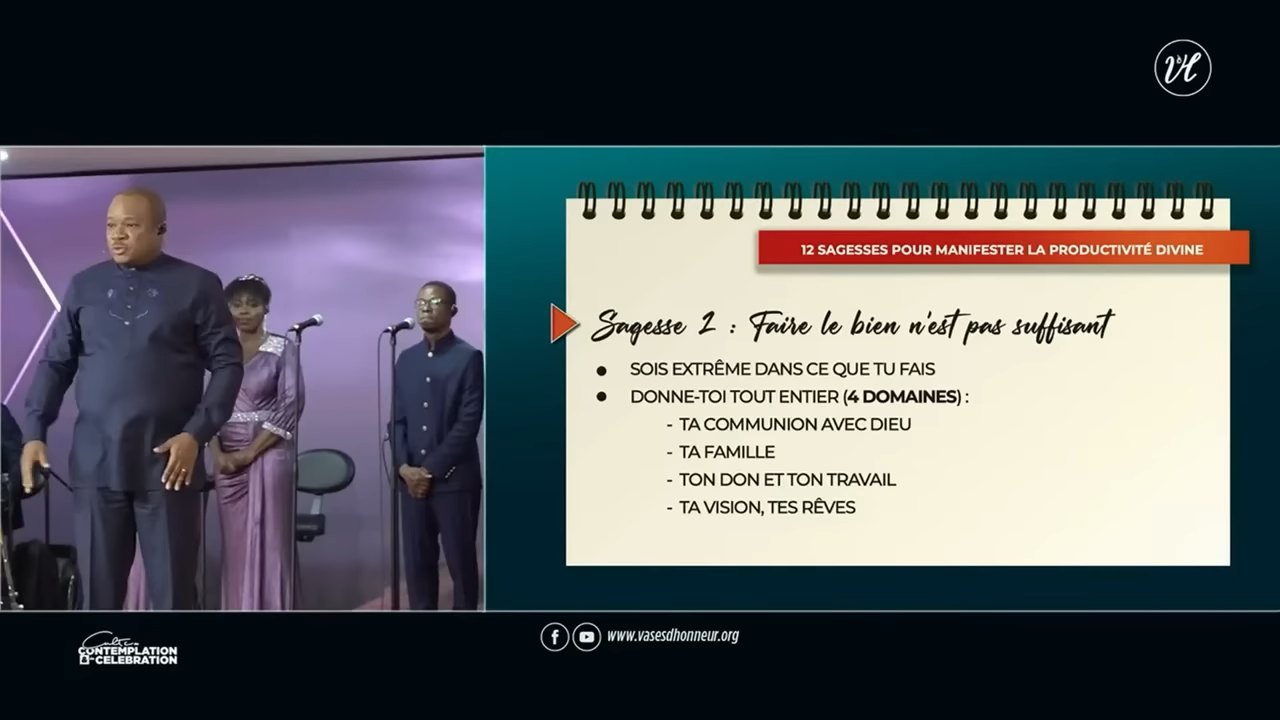 VH
12 SAGESSES POUR MANIFESTER LA PRODUCTIVITÉ DIVINE
Sagesse 2 : Faire le bien n'est pas suffisant
SOIS EXTRÊME DANS CE QUE TU FAIS
DONNE-TOI TOUT ENTIER (4 DOMAINES) :
- TA COMMUNION AVEC DIEU
- TA FAMILLE
- TON DON ET TON TRAVAIL
- TA VISION, TES RÊVES
www.vasesdhonneur.org
Culte
CONTEMPLATION
& CELEBRATION